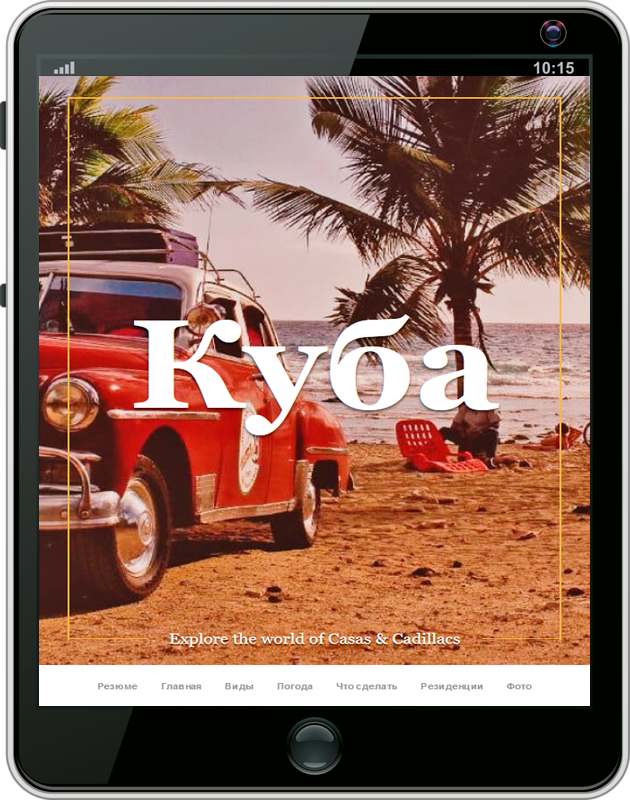 10:15
Куба
Explore the world of Casas & Cadillacs
Резюме Главная Виды Погода Что сделать Резиденции Фото